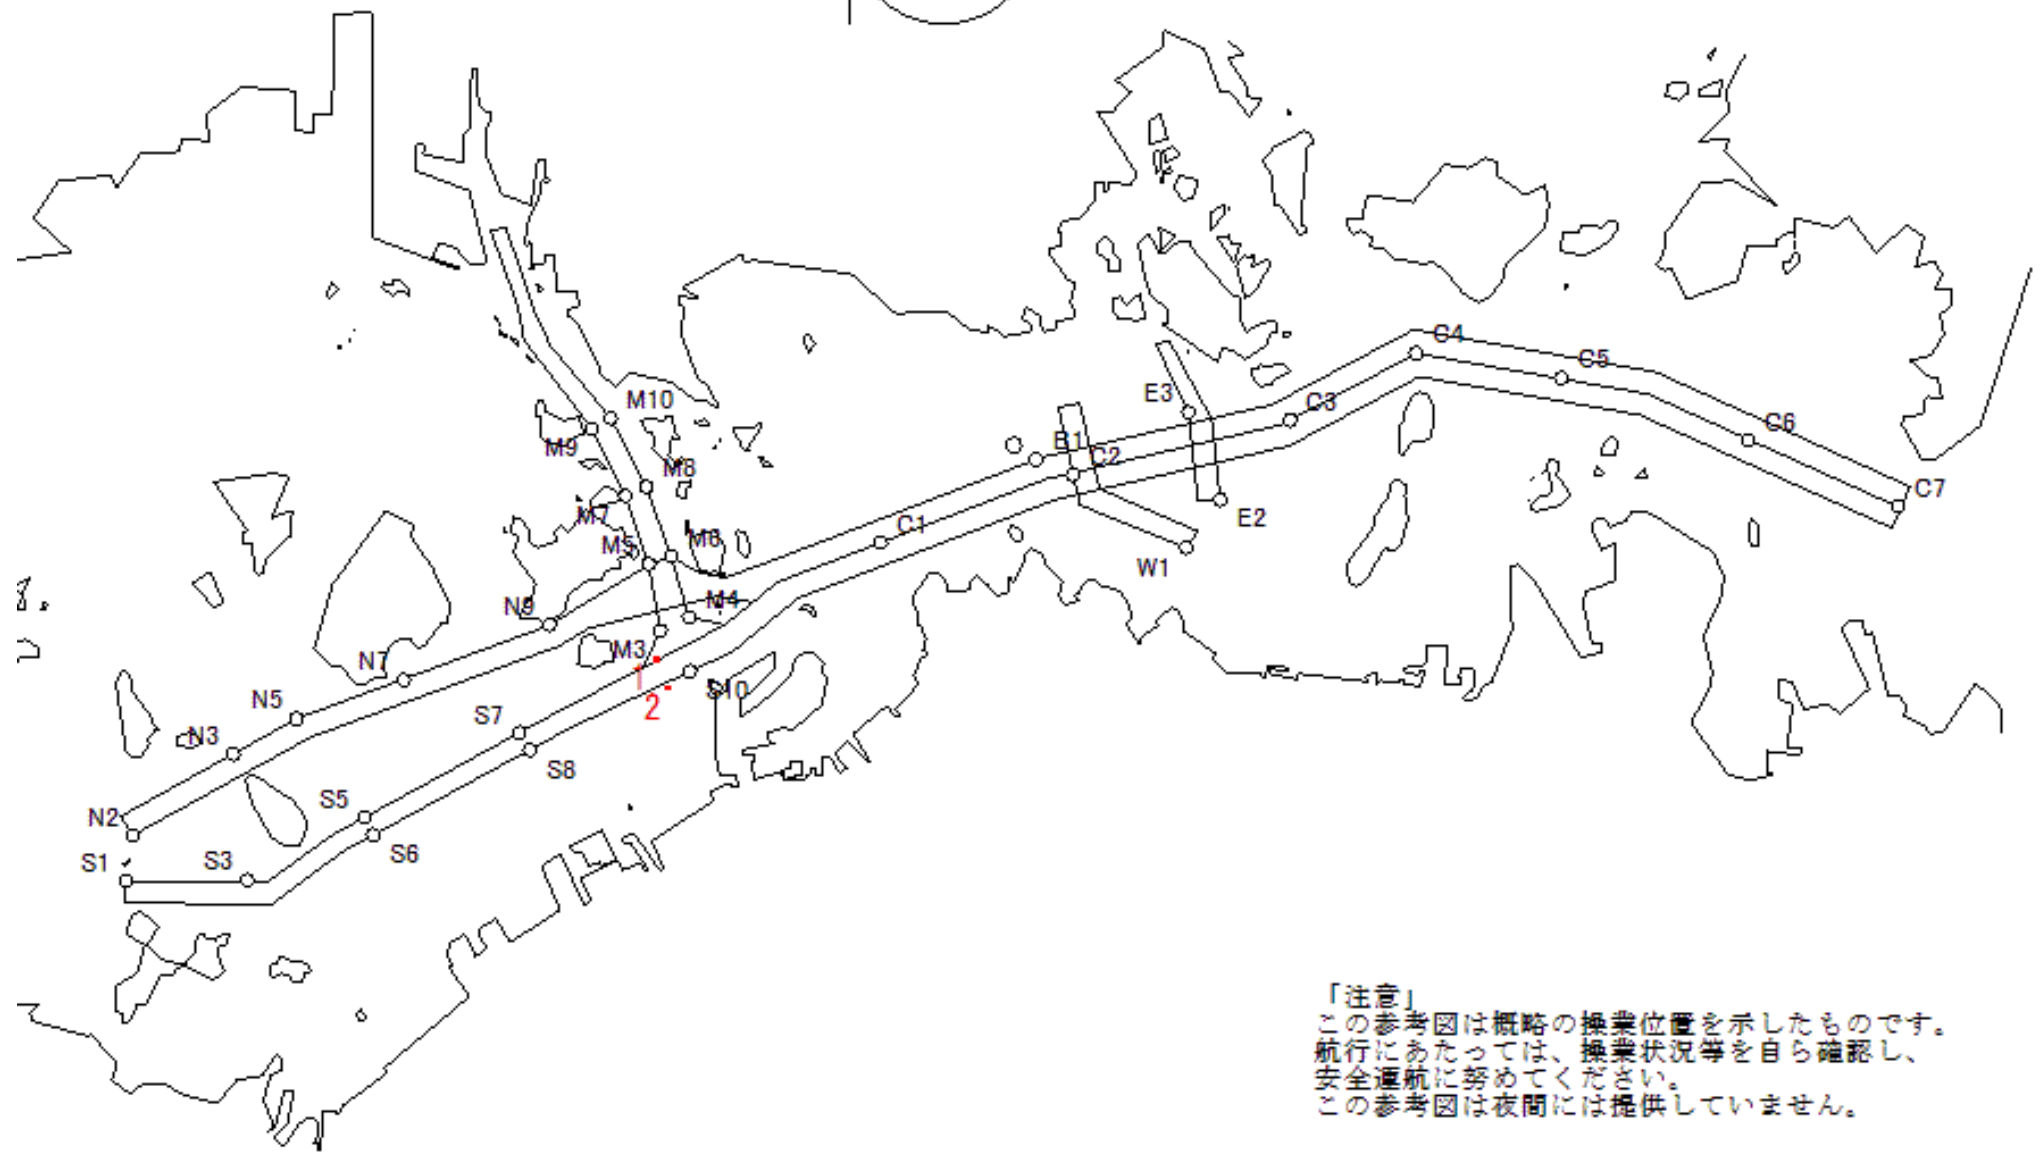 C4
C5
M10
E3
C3
C6
M9
B1
C2
M8
C7
M7
E2
C1
M5
M6
W1
N9
M4
M3
N7
1
S10
N5
2
S7
N3
S8
S5
N2
S6
S1
S3
「注意」
この参考図は概略の操業位置を示したものです。
航行にあたっては、操業状況等を自ら確認し、
安全運航に努めてください。
この参考図は夜間には提供していません。